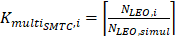 K_{multi_{SMTC},i} = ⌈N_{LEO,i} / N_{LEO,simul}⌉